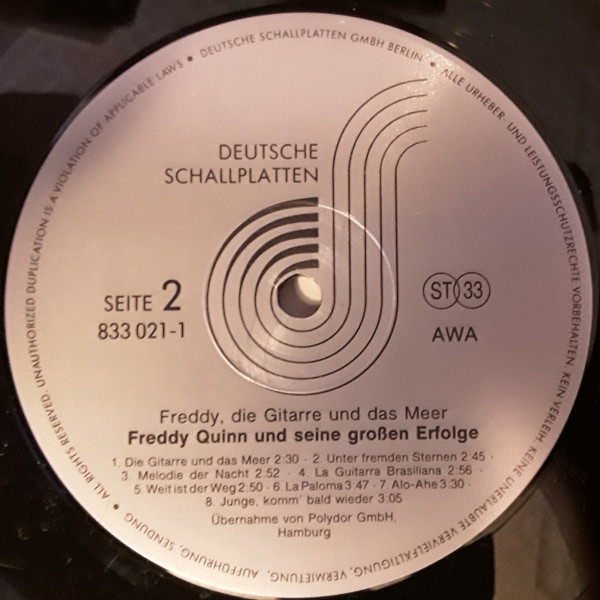 ALL RIGHTS RESERVED. UNAUTHORIZED DUPLICATION IS A VIOLATION OF APPLICABLE LAWS • DEUTSCHE SCHALLPLATTEN GMBH BERLIN • ALLE URHEBER- UND LEISTUNGSSCHUTZRECHTE VORBEHALTEN. KEIN VERLEIH, KEINE UNERLAUBTE VERVIELFÄLTIGUNG, VERMIETUNG, AUFFÜHRUNG, SENDUNG •
DEUTSCHE
SCHALLPLATTEN
SEITE 2
833 021-1
ST 33
AWA
Freddy, die Gitarre und das Meer
Freddy Quinn und seine großen Erfolge
1. Die Gitarre und das Meer 2:30 · 2. Unter fremden Sternen 2:45 ·
3. Melodie der Nacht 2:52 · 4 La Guitarra Brasiliana 2:56 ·
5. Weit ist der Weg 2:50 · 6 La Paloma 3:47 · 7. Alo-Ahe 3:30 ·
8. Junge, komm' bald wieder 3:05
Übernahme von Polydor GmbH,
Hamburg